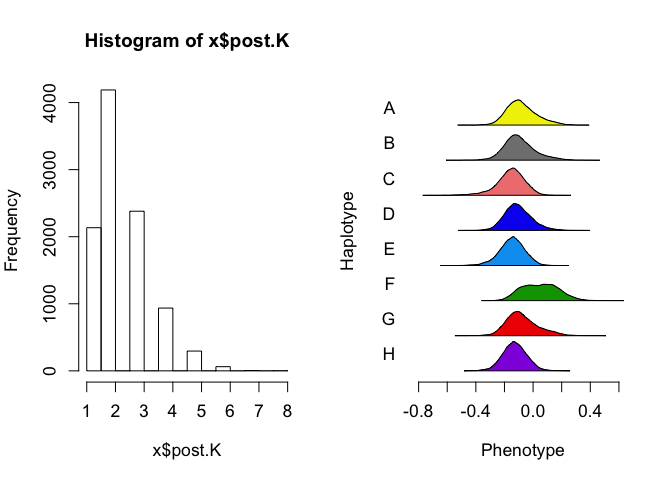 Histogram of x$post.K
Frequency
0
1000
2000
3000
4000
1 2 3 4 5 6 7 8
x$post.K
Haplotype
A
B
C
D
E
F
G
H
-0.8 -0.4 0.0 0.4
Phenotype